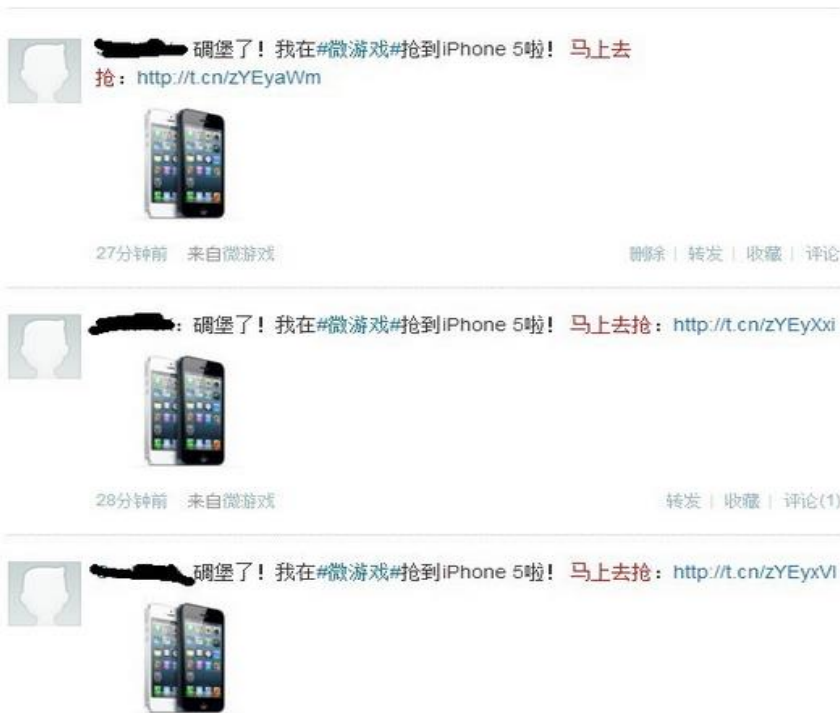 碉堡了！我在#微游戏#抢到iPhone 5啦！ 马上去
抢：http://t.cn/zYEyaWm
27分钟前 来自微游戏 删除 | 转发 | 收藏 | 评论
: 碉堡了！我在#微游戏#抢到iPhone 5啦！ 马上去抢：http://t.cn/zYEyXxi
28分钟前 来自微游戏 转发 | 收藏 | 评论(1)
碉堡了！我在#微游戏#抢到iPhone 5啦！ 马上去抢：http://t.cn/zYEyxVl